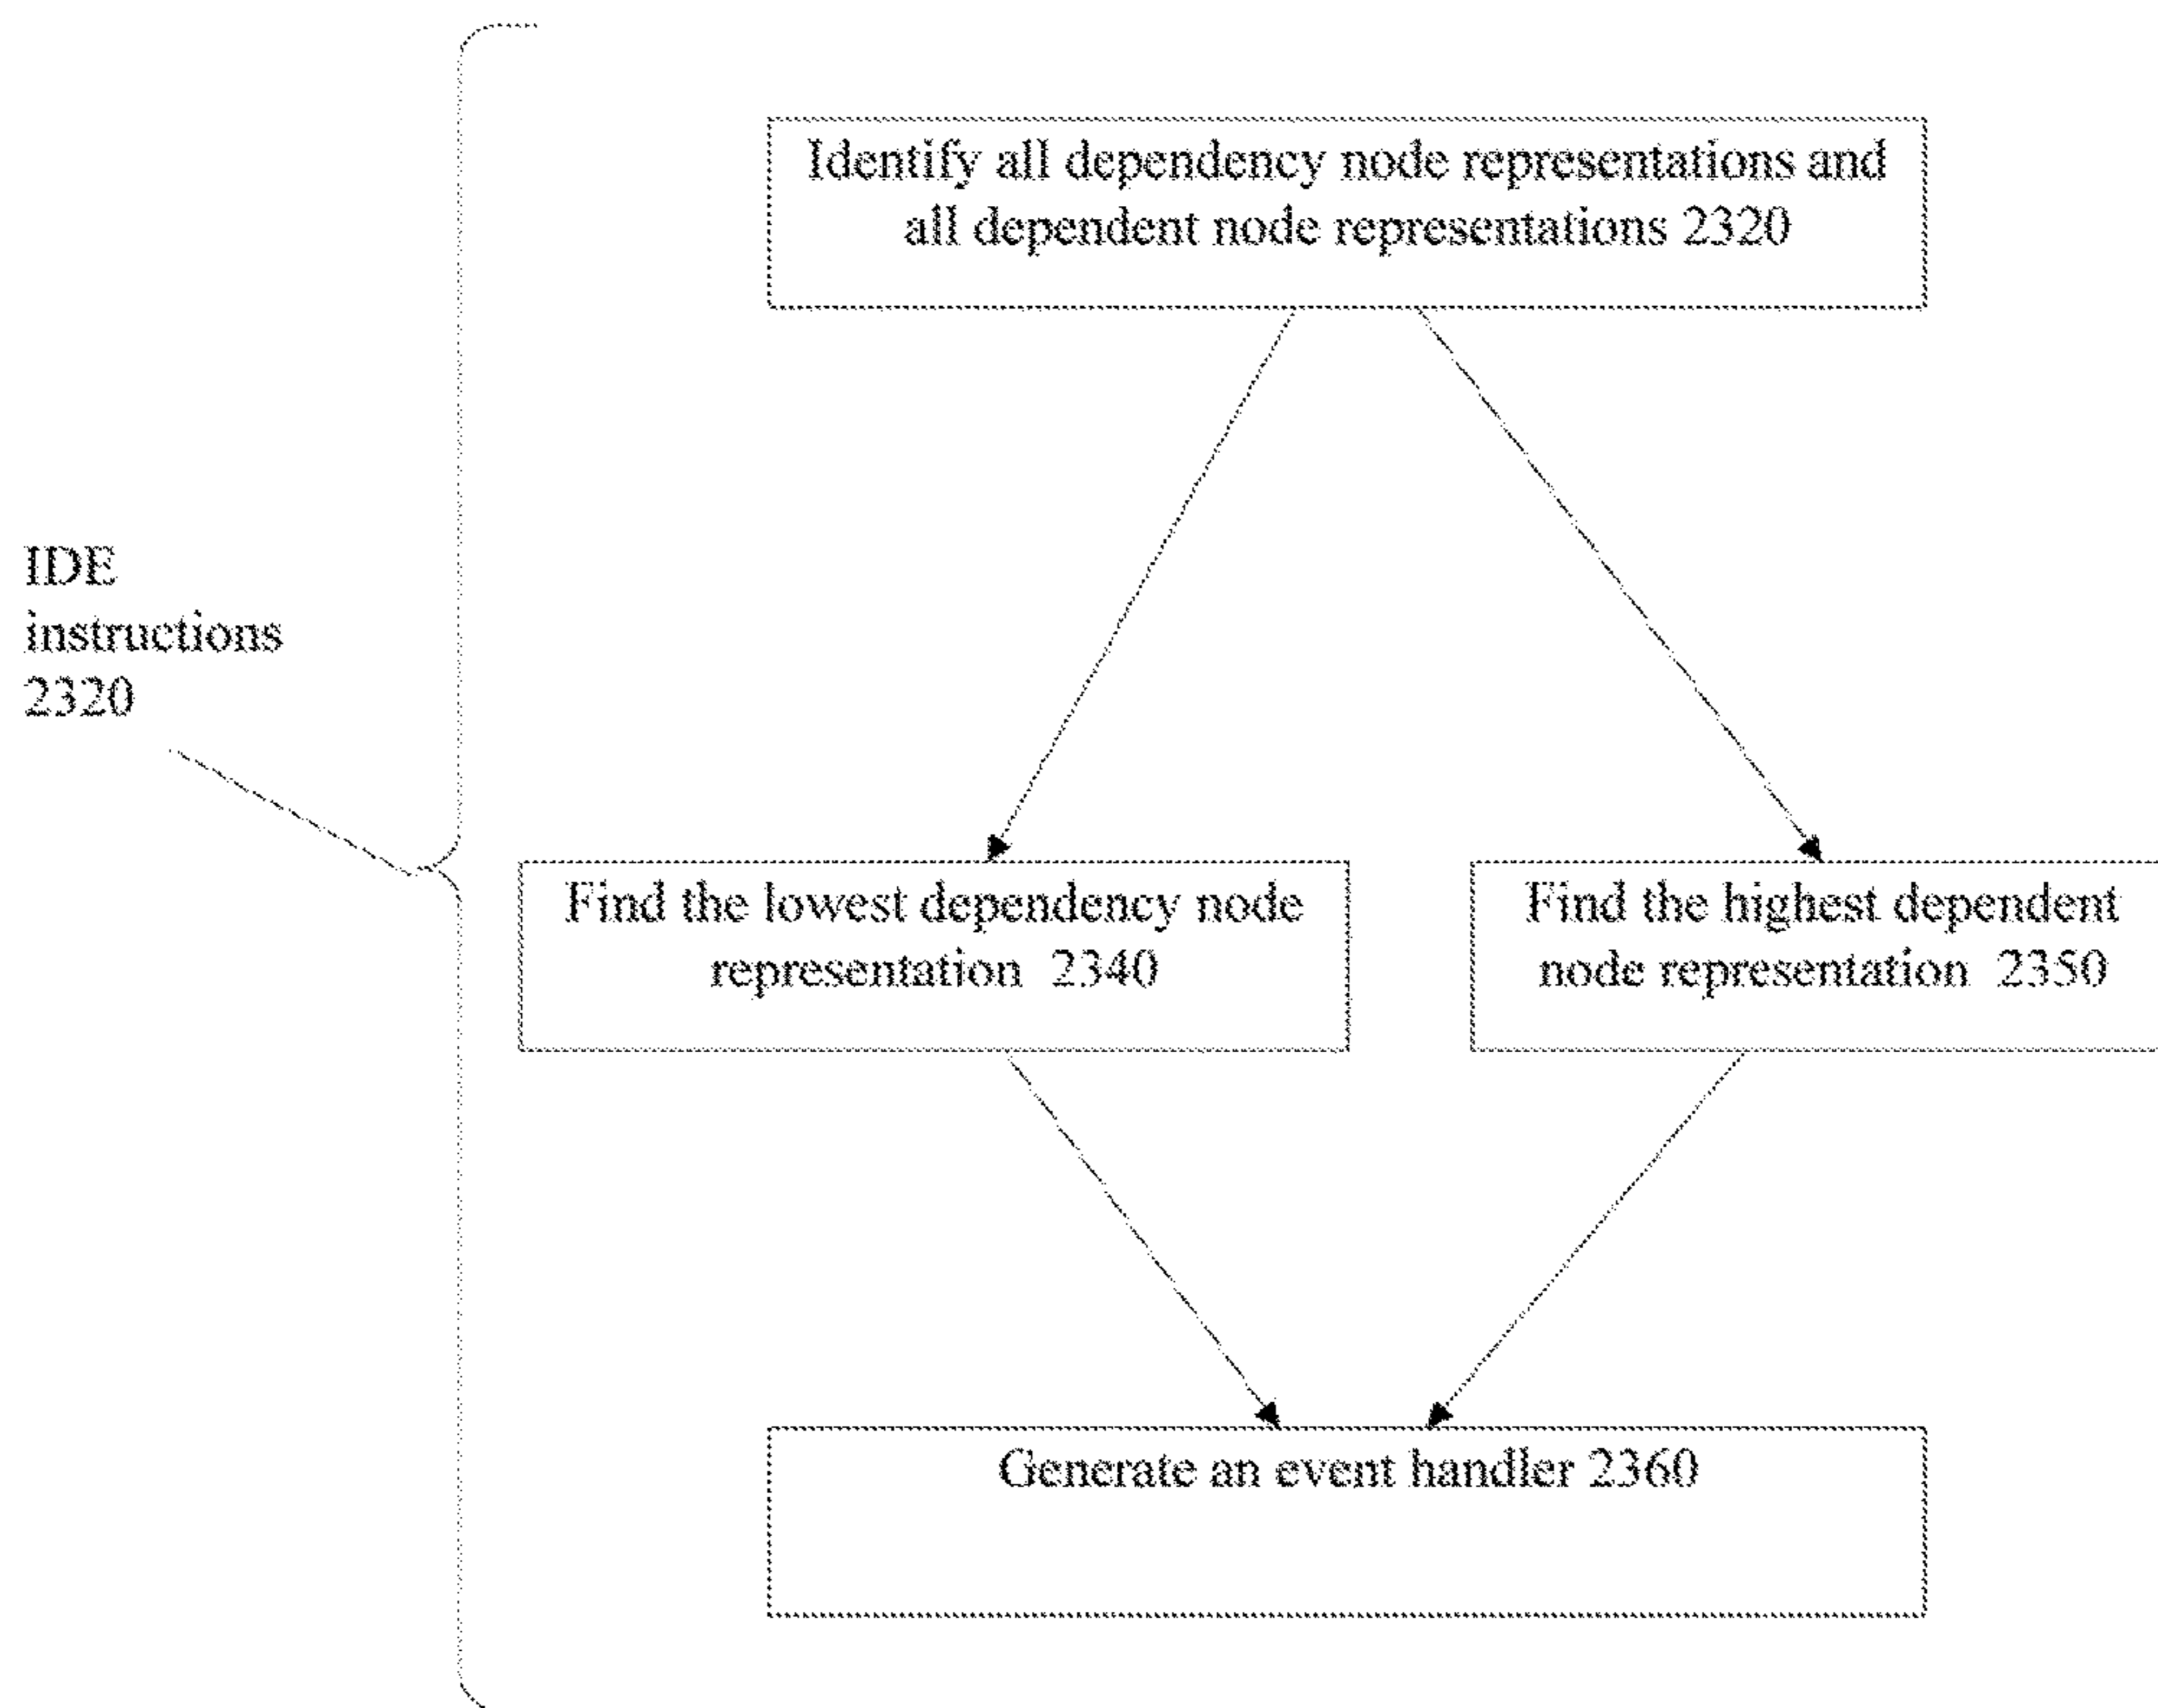 Identify all dependency node representations and
all dependent node representations 2320
IDE
instructions
2320
Find the lowest dependency node
representation 2340
Find the highest dependent
node representation 2350
Generate an event handler 2360